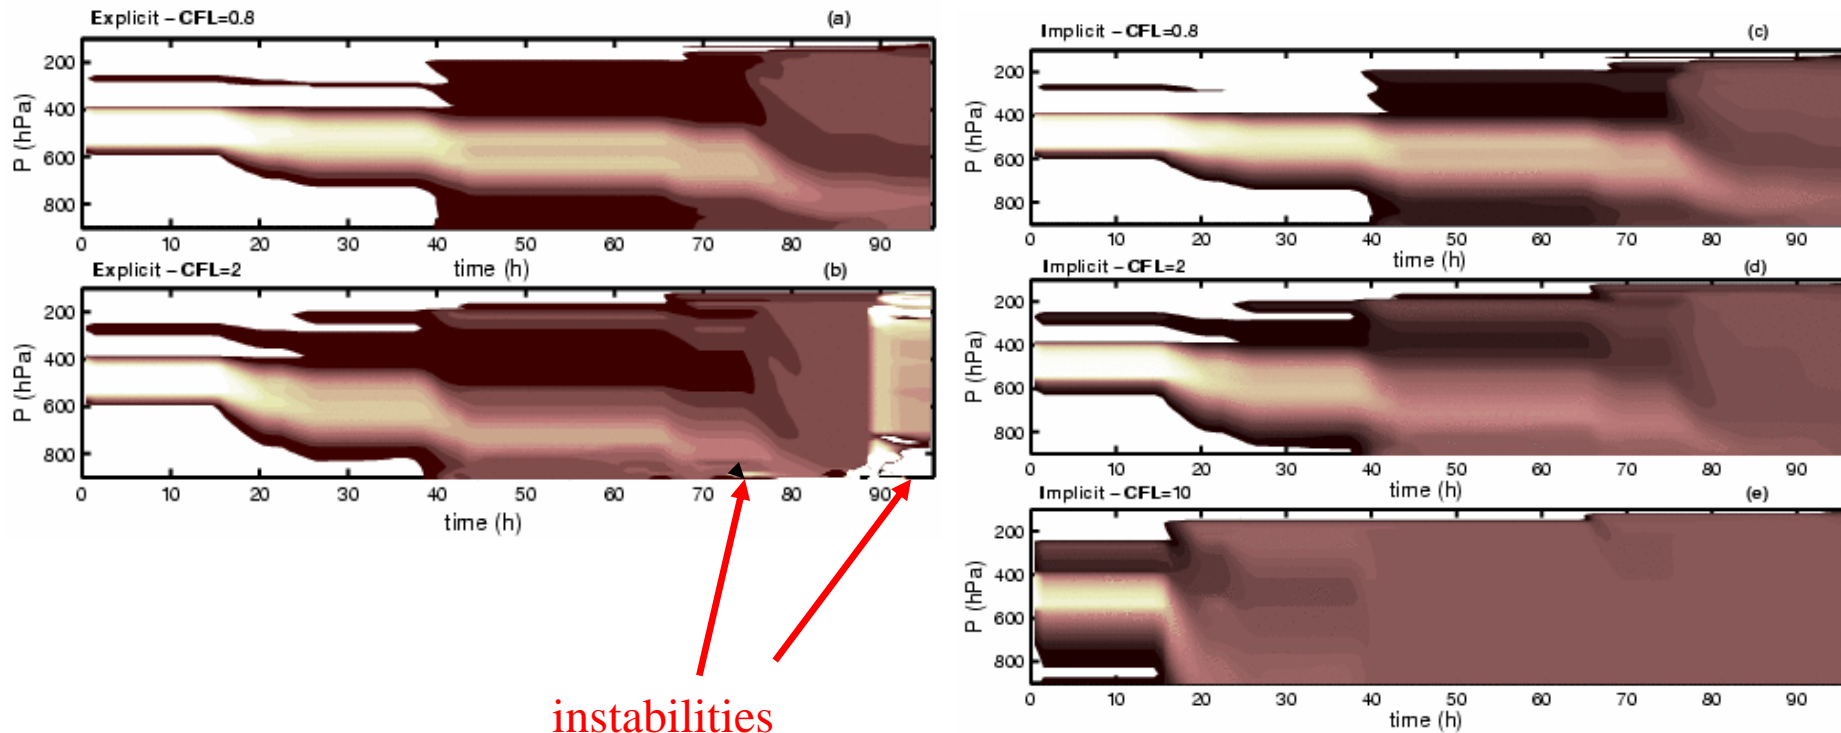 Explicit – CFL=0.8 (a)
P (hPa)
200
400
600
800
0 10 20 30 40 50 60 70 80 90
time (h)
Explicit – CFL=2 (b)
P (hPa)
200
400
600
800
0 10 20 30 40 50 60 70 80 90
time (h)
instabilities
Implicit – CFL=0.8 (c)
P (hPa)
200
400
600
800
0 10 20 30 40 50 60 70 80 90
time (h)
Implicit – CFL=2 (d)
P (hPa)
200
400
600
800
0 10 20 30 40 50 60 70 80 90
time (h)
Implicit – CFL=10 (e)
P (hPa)
200
400
600
800
0 10 20 30 40 50 60 70 80 90
time (h)